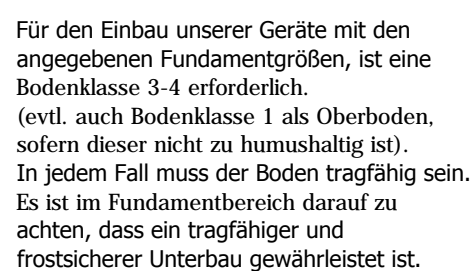 Für den Einbau unserer Geräte mit den
angegebenen Fundamentgrößen, ist eine
Bodenklasse 3-4 erforderlich.
(evtl. auch Bodenklasse 1 als Oberboden,
sofern dieser nicht zu humushaltig ist).
In jedem Fall muss der Boden tragfähig sein.
Es ist im Fundamentbereich darauf zu
achten, dass ein tragfähiger und
frostsicherer Unterbau gewährleistet ist.